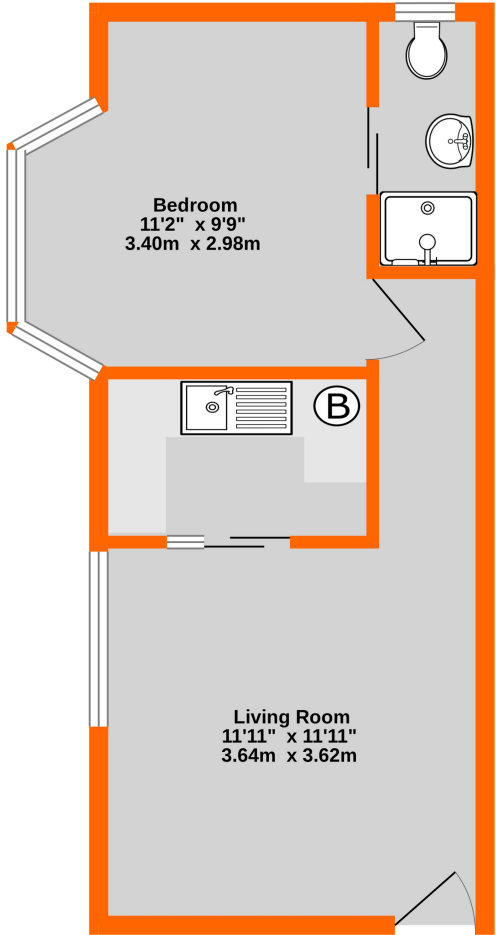 Bedroom
11'2" x 9'9"
3.40m x 2.98m
B
Living Room
11'11" x 11'11"
3.64m x 3.62m